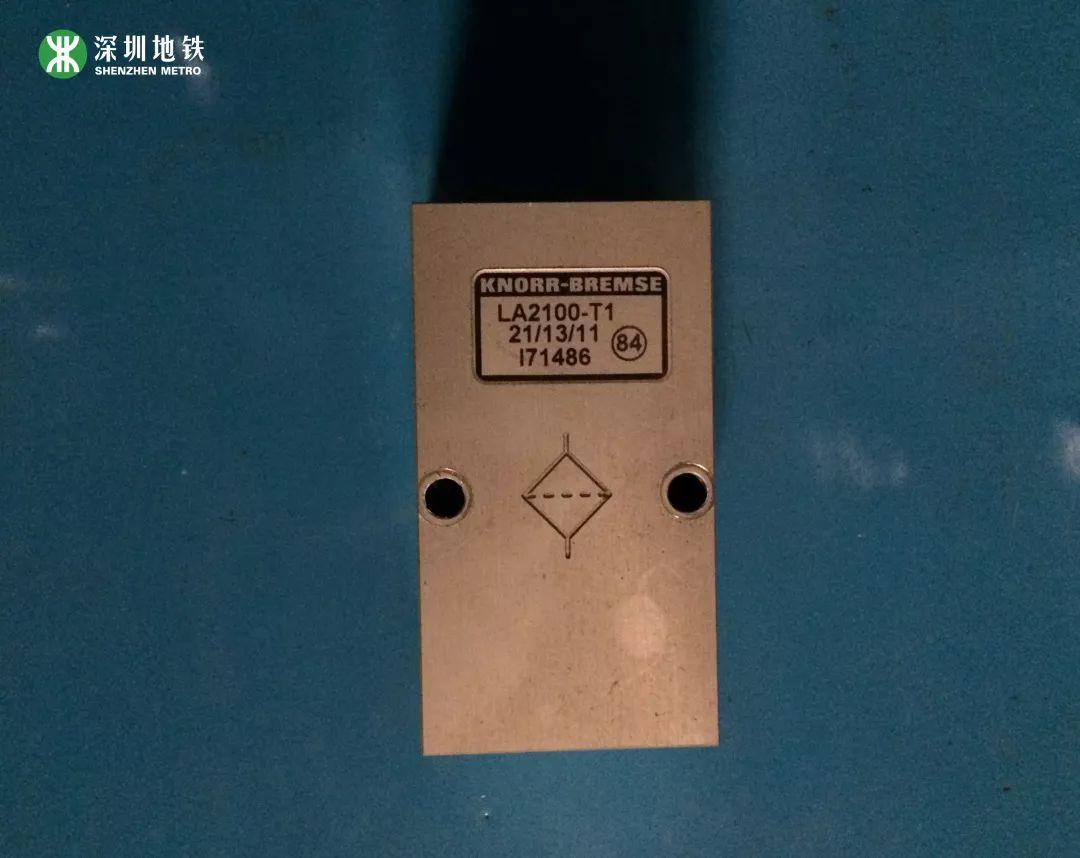 深圳地铁
SHENZHEN METRO
KNORR-BREMSE
LA2100-T1
21/13/11
84
I71486